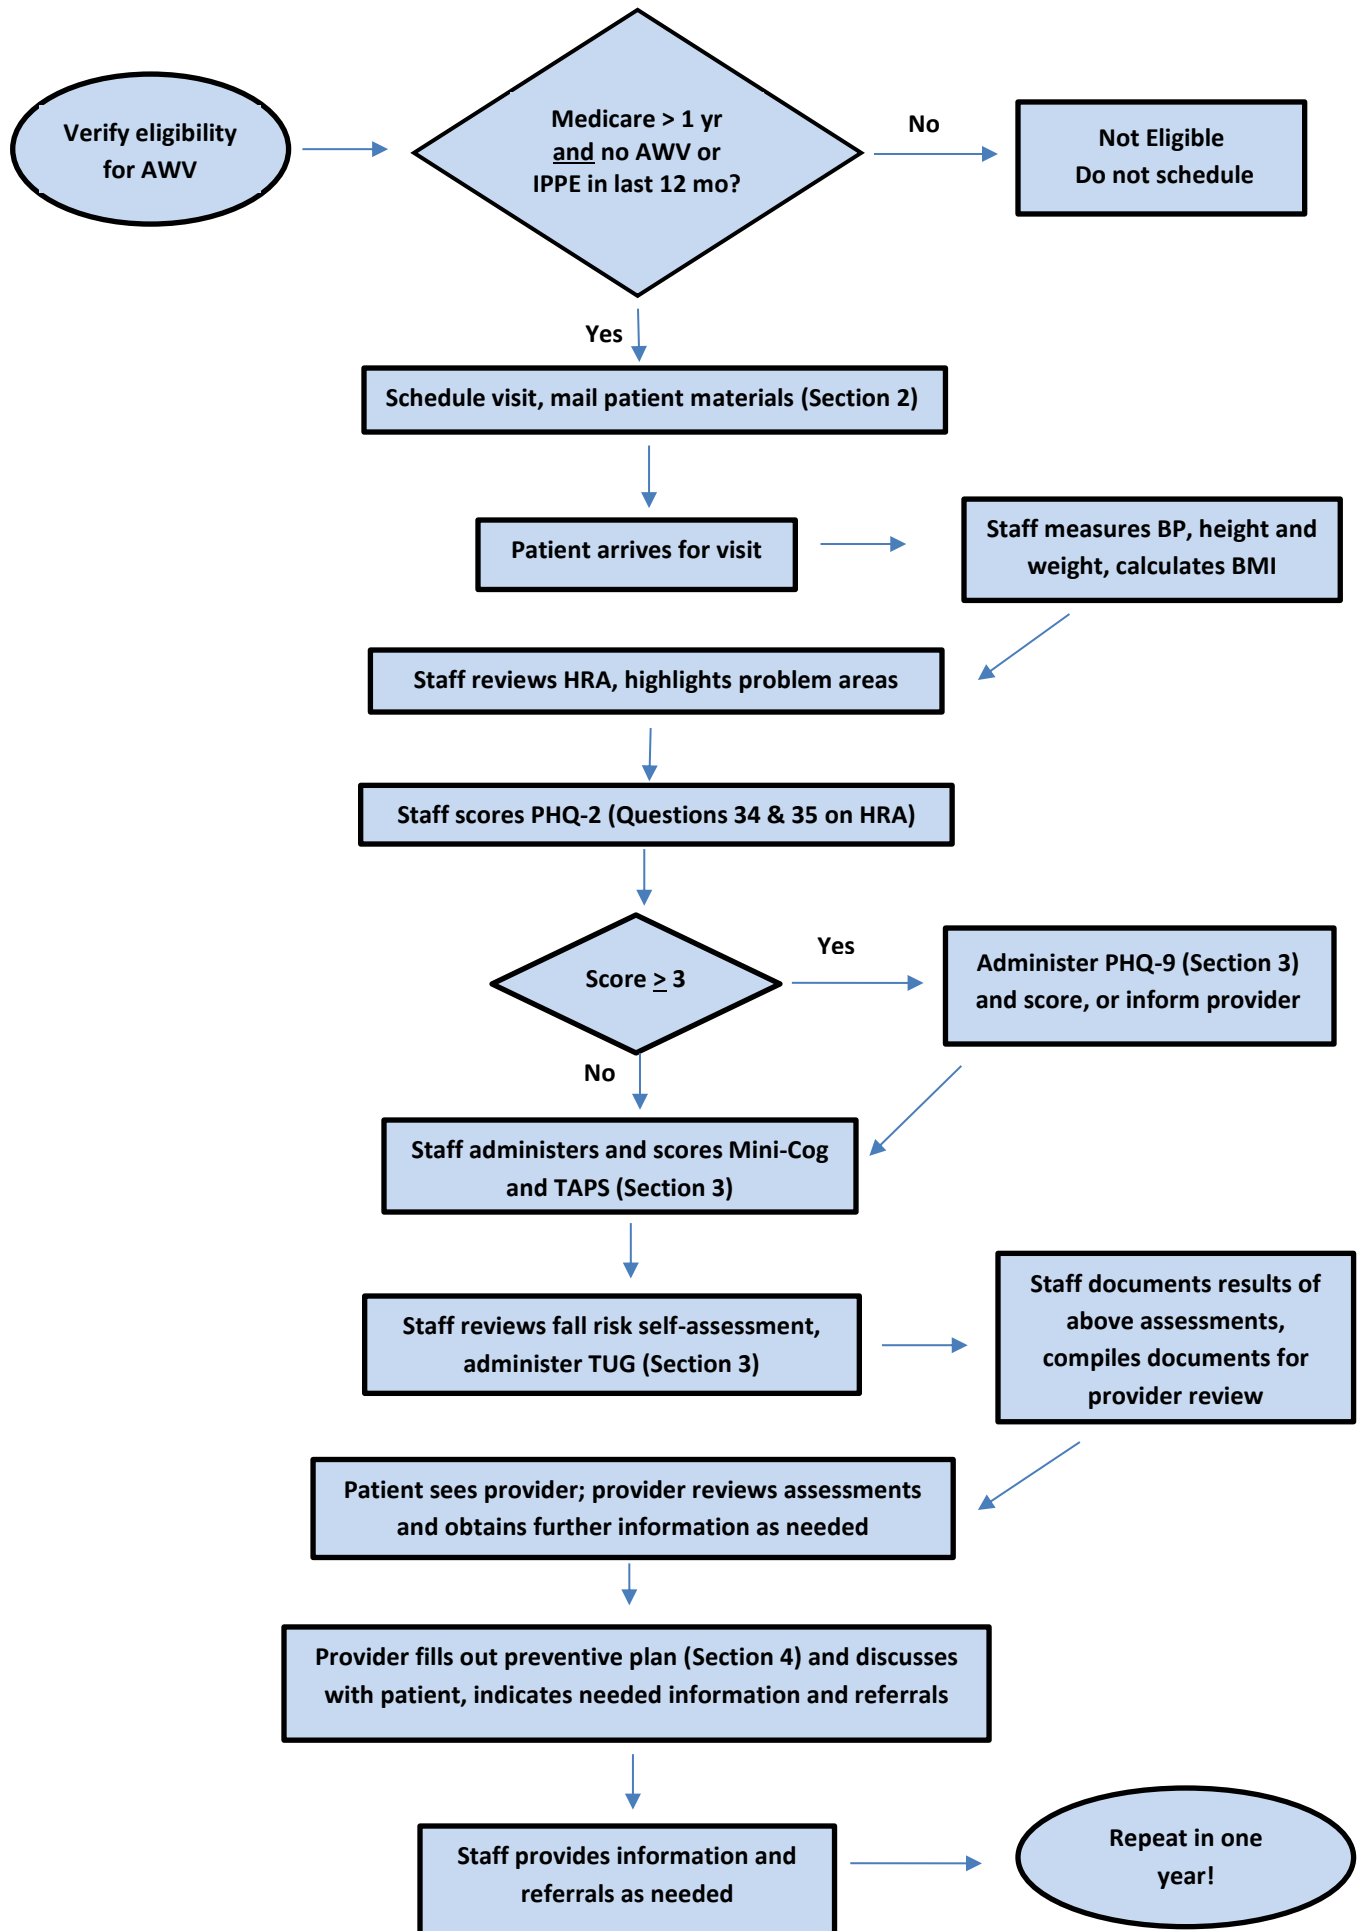 Verify eligibility
for AWV
Medicare > 1 yr
and no AWV or
IPPE in last 12 mo?
No
Not Eligible
Do not schedule
Yes
Schedule visit, mail patient materials (Section 2)
Patient arrives for visit
Staff measures BP, height and
weight, calculates BMI
Staff reviews HRA, highlights problem areas
Staff scores PHQ-2 (Questions 34 & 35 on HRA)
Score ≥ 3
Yes
Administer PHQ-9 (Section 3)
and score, or inform provider
No
Staff administers and scores Mini-Cog
and TAPS (Section 3)
Staff reviews fall risk self-assessment,
administer TUG (Section 3)
Staff documents results of
above assessments,
compiles documents for
provider review
Patient sees provider; provider reviews assessments
and obtains further information as needed
Provider fills out preventive plan (Section 4) and discusses
with patient, indicates needed information and referrals
Staff provides information and
referrals as needed
Repeat in one
year!